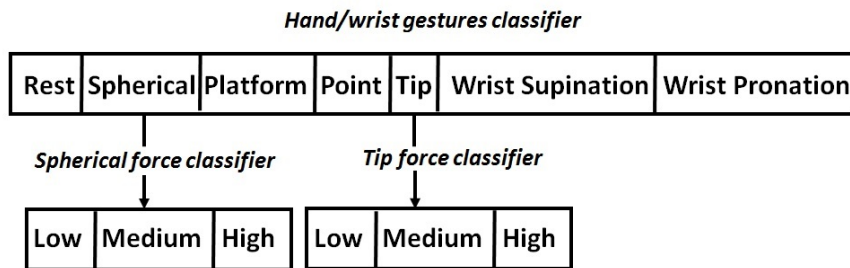 Hand/wrist gestures classifier
Rest Spherical Platform Point Tip Wrist Supination Wrist Pronation
Spherical force classifier Tip force classifier
Low Medium High Low Medium High